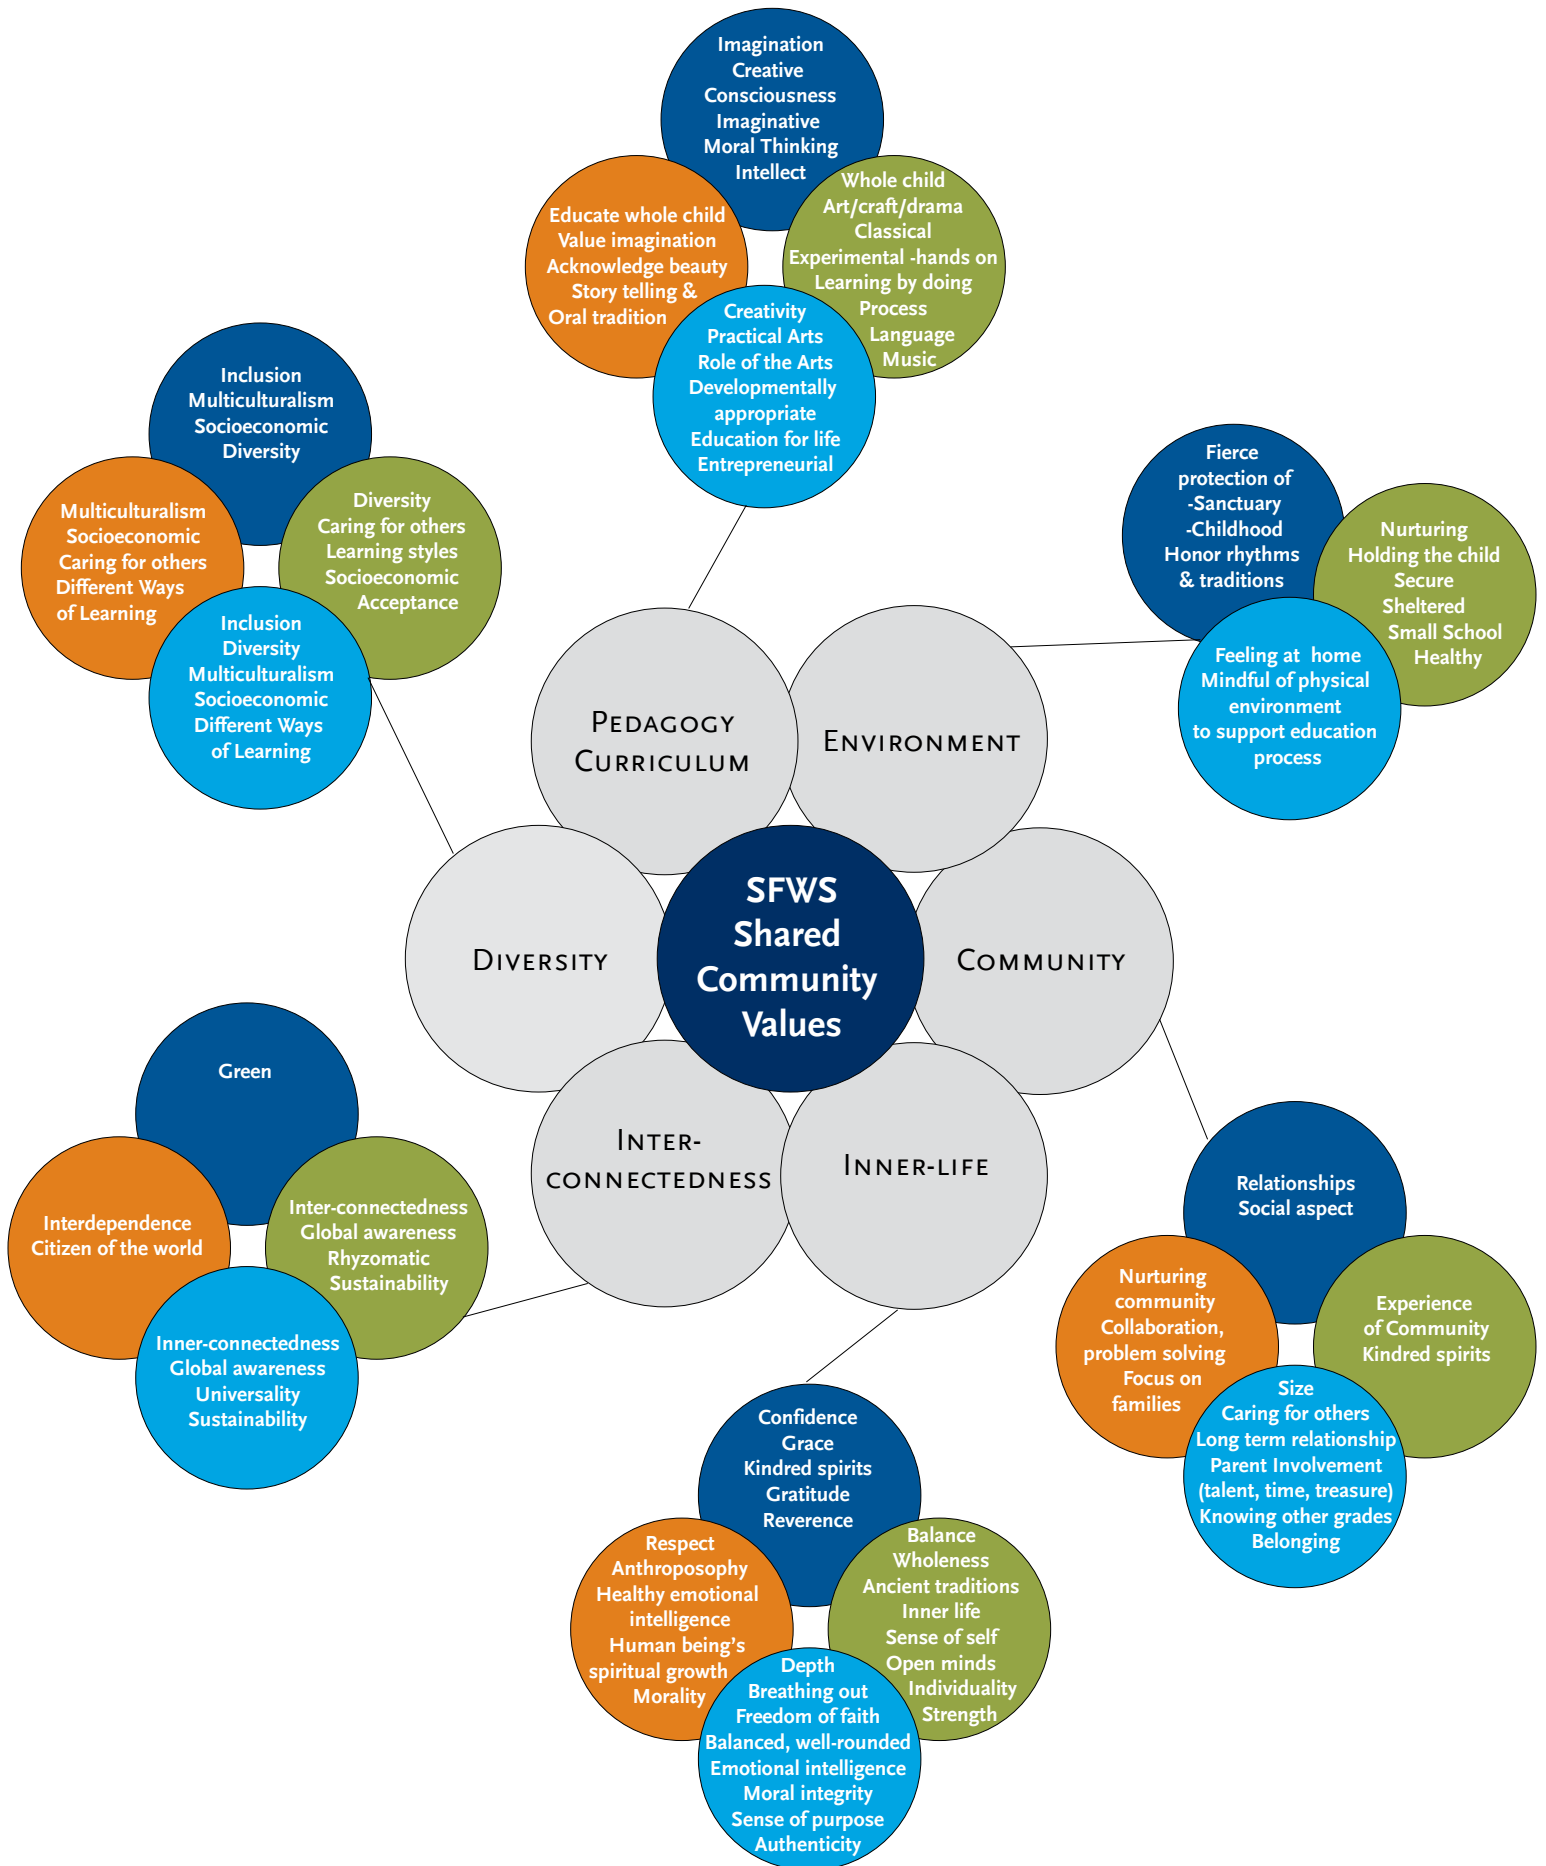 Imagination
Creative
Consciousness
Imaginative
Moral Thinking
Intellect
Educate whole child
Value imagination
Acknowledge beauty
Story telling &
Oral tradition
Whole child
Art/craft/drama
Classical
Experimental -hands on
Learning by doing
Process
Language
Music
Creativity
Practical Arts
Role of the Arts
Developmentally
appropriate
Education for life
Entrepreneurial
Inclusion
Multiculturalism
Socioeconomic
Diversity
Multiculturalism
Socioeconomic
Caring for others
Different Ways
of Learning
Diversity
Caring for others
Learning styles
Socioeconomic
Acceptance
Inclusion
Diversity
Multiculturalism
Socioeconomic
Different Ways
of Learning
Fierce
protection of
-Sanctuary
-Childhood
Honor rhythms
& traditions
Nurturing
Holding the child
Secure
Sheltered
Small School
Healthy
Feeling at  home
Mindful of physical
environment
to support education
process
Pedagogy
Curriculum
Environment
Diversity
SFWS
Shared
Community
Values
Community
Inter-
connectedness
Inner-life
Green
Interdependence
Citizen of the world
Inter-connectedness
Global awareness
Rhyzomatic
Sustainability
Inner-connectedness
Global awareness
Universality
Sustainability
Relationships
Social aspect
Nurturing
community
Collaboration,
problem solving
Focus on
families
Experience
of Community
Kindred spirits
Size
Caring for others
Long term relationship
Parent Involvement
(talent, time, treasure)
Knowing other grades
Belonging
Confidence
Grace
Kindred spirits
Gratitude
Reverence
Respect
Anthroposophy
Healthy emotional
intelligence
Human being’s
spiritual growth
Morality
Balance
Wholeness
Ancient traditions
Inner life
Sense of self
Open minds
Individuality
Strength
Depth
Breathing out
Freedom of faith
Balanced, well-rounded
Emotional intelligence
Moral integrity
Sense of purpose
Authenticity